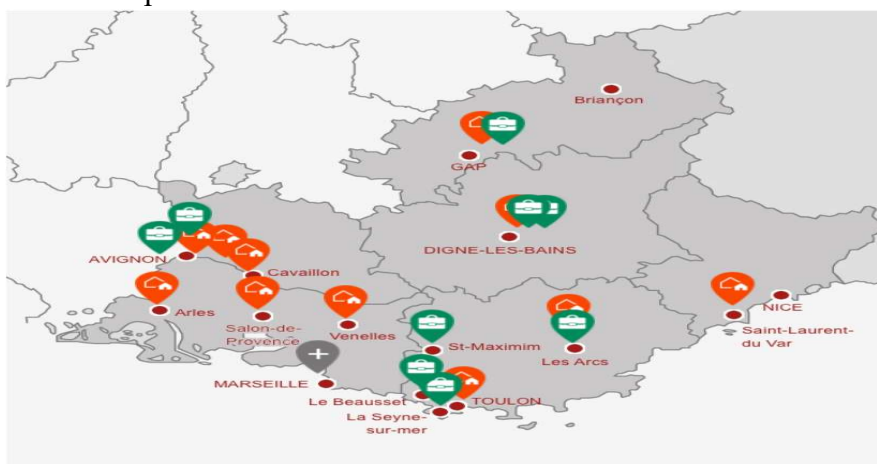 Briançon
GAP
DIGNE-LES-BAINS
AVIGNON
Cavaillon
NICE
Arles
Salon-de-
Provence
Venelles
St-Maximim
Les Arcs
Saint-Laurent-
du Var
MARSEILLE
Le Beausset
TOULON
La Seyne-
sur-mer